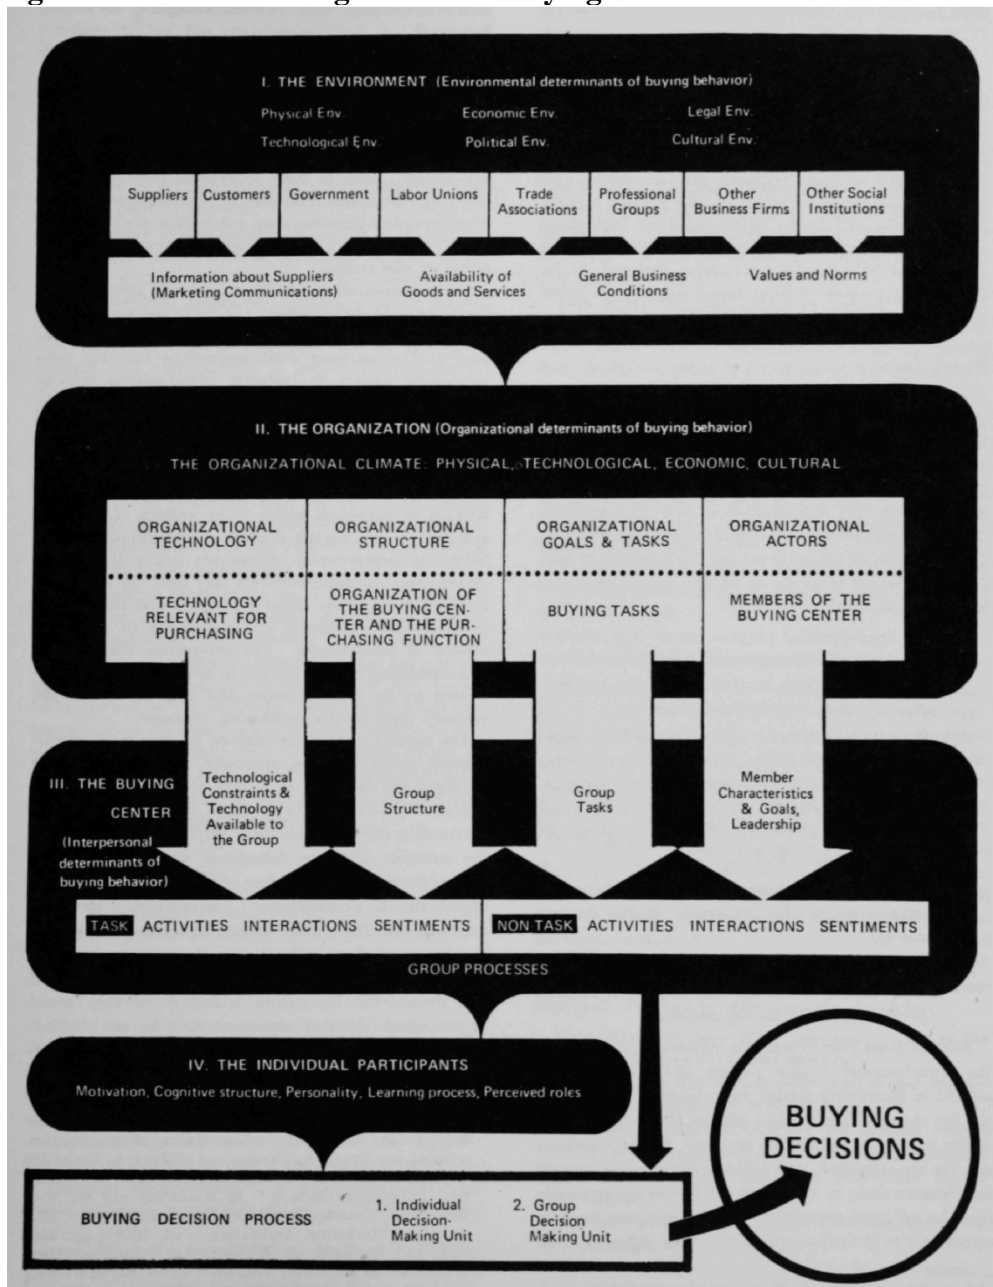 I. THE ENVIRONMENT (Environmental determinants of buying behavior)
Physical Env. Economic Env. Legal Env.
Technological Env. Political Env. Cultural Env.
Suppliers Customers Government Labor Unions Trade Professional Other Other Social
Associations Groups Business Firms Institutions
Information about Suppliers Availability of General Business Values and Norms
(Marketing Communications) Goods and Services Conditions
II. THE ORGANIZATION (Organizational determinants of buying behavior)
THE ORGANIZATIONAL CLIMATE: PHYSICAL, TECHNOLOGICAL, ECONOMIC, CULTURAL
ORGANIZATIONAL ORGANIZATIONAL ORGANIZATIONAL ORGANIZATIONAL
TECHNOLOGY STRUCTURE GOALS & TASKS ACTORS
TECHNOLOGY
RELEVANT FOR
PURCHASING
ORGANIZATION OF
THE BUYING CEN-
TER AND THE PUR-
CHASING FUNCTION
BUYING TASKS
MEMBERS OF THE
BUYING CENTER
III. THE BUYING
CENTER
(Interpersonal
determinants of
buying behavior)
Technological
Constraints &
Technology
Available to
the Group
Group
Structure
Group
Tasks
Member
Characteristics
& Goals,
Leadership
TASK ACTIVITIES INTERACTIONS SENTIMENTS NON-TASK ACTIVITIES INTERACTIONS SENTIMENTS
GROUP PROCESSES
IV. THE INDIVIDUAL PARTICIPANTS
Motivation, Cognitive structure, Personality, Learning process, Perceived roles
BUYING DECISION PROCESS
1. Individual
Decision-
Making Unit
2. Group
Decision
Making Unit
BUYING
DECISIONS